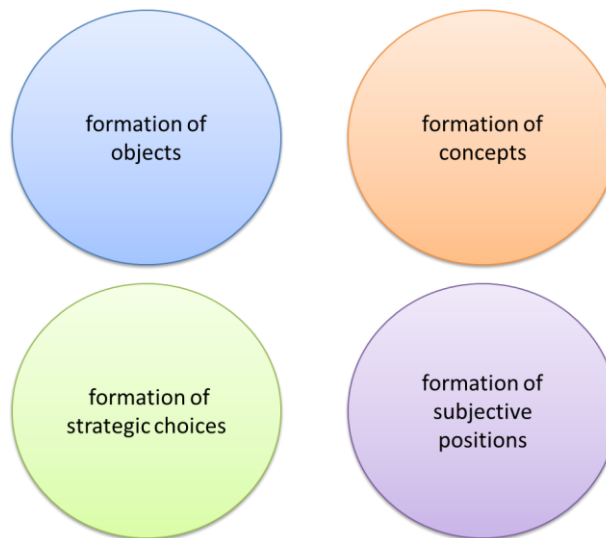 formation of
objects
formation of
concepts
formation of
strategic choices
formation of
subjective
positions